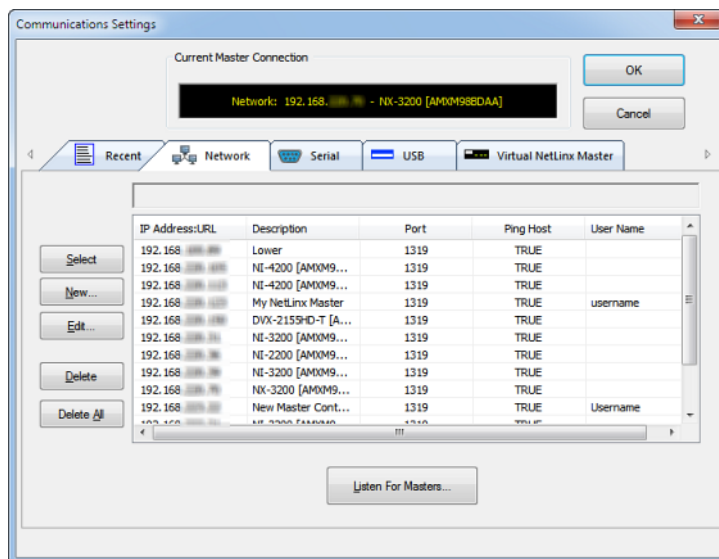 Communications Settings
Current Master Connection
Network: 192.168. - NX-3200 [AMXM98BDAA]
OK
Cancel
Recent
Network
Serial
USB
Virtual NetLinx Master
IP Address:URL Description Port Ping Host User Name
192.168. Lower 1319 TRUE
192.168. NI-4200 [AMXM9... 1319 TRUE
192.168. NI-4200 [AMXM9... 1319 TRUE
192.168. My NetLinx Master 1319 TRUE username
192.168. DVX-2155HD-T [A... 1319 TRUE
192.168. NI-3200 [AMXM9... 1319 TRUE
192.168. NI-2200 [AMXM9... 1319 TRUE
192.168. NI-3200 [AMXM9... 1319 TRUE
192.168. NX-3200 [AMXM9... 1319 TRUE
192.168. New Master Cont... 1319 TRUE Username
Select
New...
Edit...
Delete
Delete All
Listen For Masters...